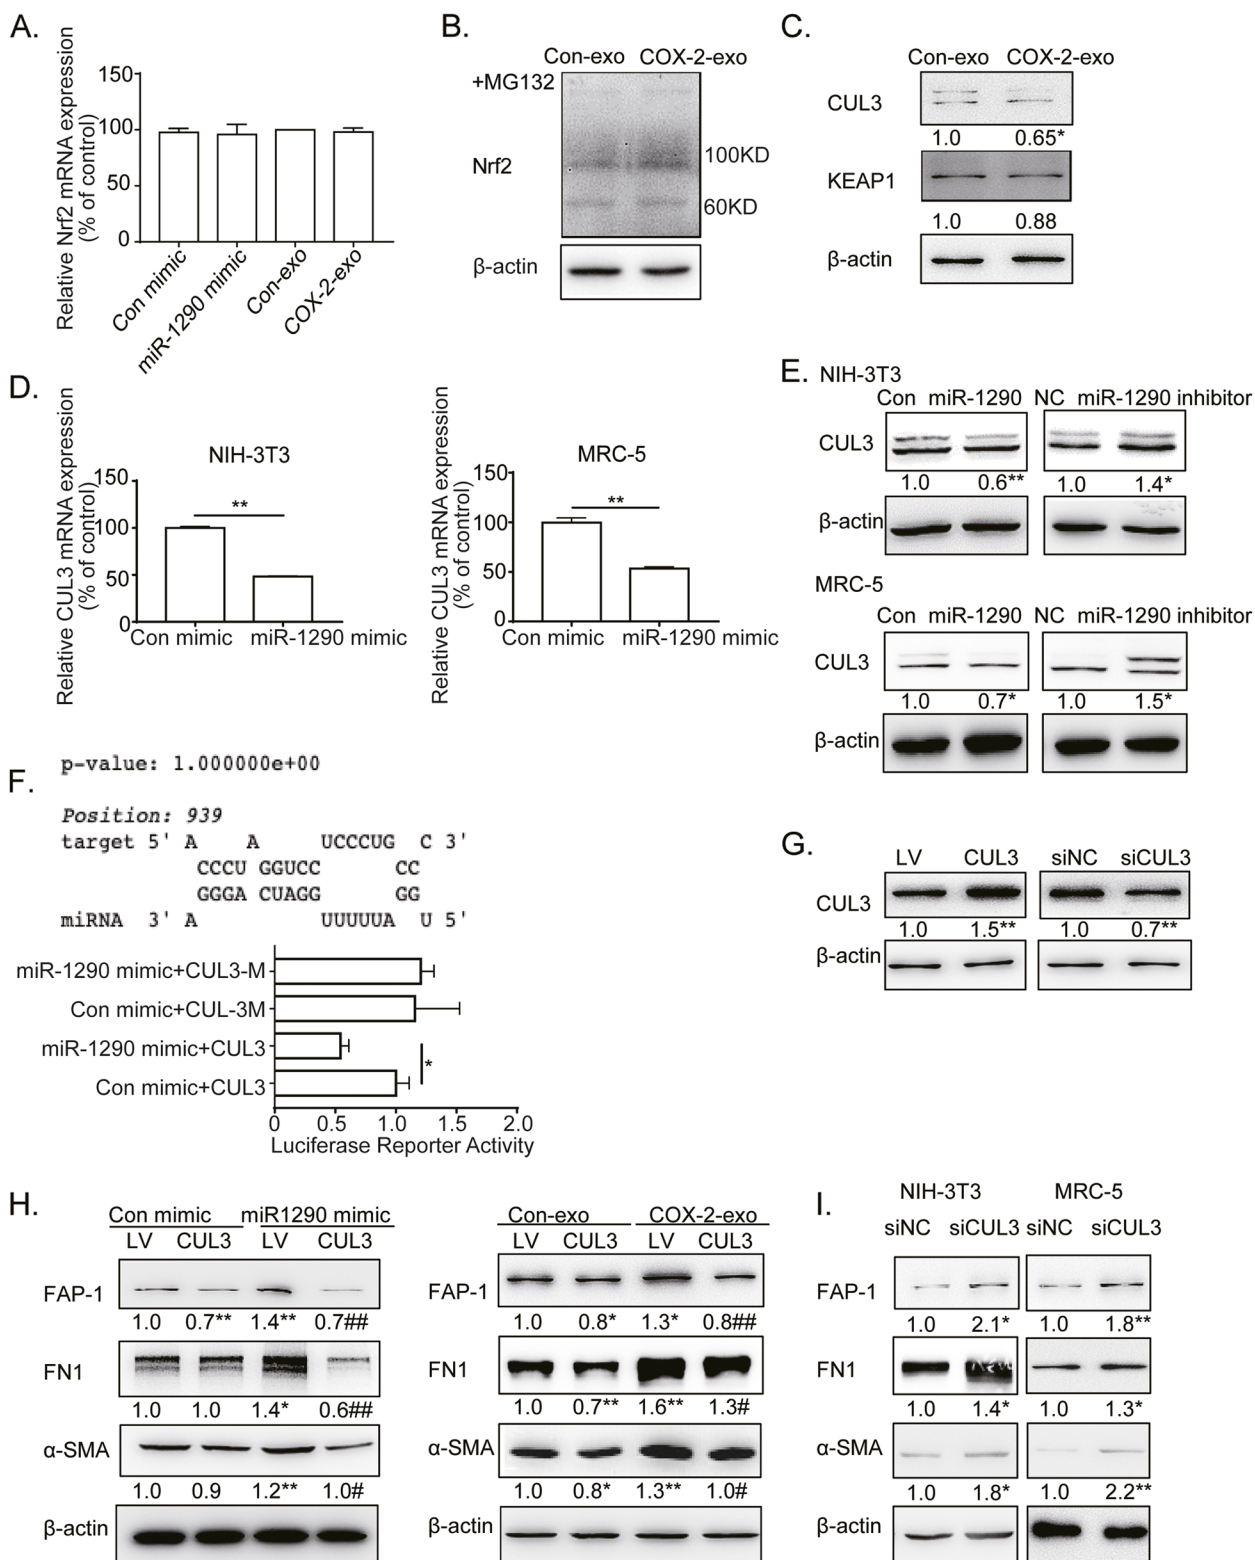 A.
Relative Nrf2 mRNA expression
(% of control)
150
100
50
0
Con mimic
miR-1290 mimic
Con-exo
COX-2-exo
B.
Con-exo COX-2-exo
+MG132
Nrf2
100KD
60KD
β-actin
C.
Con-exo COX-2-exo
CUL3
1.0 0.65*
KEAP1
1.0 0.88
β-actin
D.
Relative CUL3 mRNA expression
(% of control)
NIH-3T3
150
100
50
0
**
Con mimic miR-1290 mimic
Relative CUL3 mRNA expression
(% of control)
MRC-5
150
100
50
0
**
Con mimic miR-1290 mimic
E.
NIH-3T3
Con miR-1290 NC miR-1290 inhibitor
CUL3
1.0 0.6** 1.0 1.4*
β-actin
MRC-5
Con miR-1290 NC miR-1290 inhibitor
CUL3
1.0 0.7* 1.0 1.5*
β-actin
F.
p-value: 1.000000e+00
Position: 939
target 5' A A UCCCUG C 3'
CCCU GGUCC CC
GGGA CUAGG GG
miRNA 3' A UUUUUA U 5'
miR-1290 mimic+CUL3-M
Con mimic+CUL-3M
miR-1290 mimic+CUL3
Con mimic+CUL3
*
0 0.5 1.0 1.5 2.0
Luciferase Reporter Activity
G.
LV CUL3 siNC siCUL3
CUL3
1.0 1.5** 1.0 0.7**
β-actin
H.
Con mimic miR1290 mimic
LV CUL3 LV CUL3
FAP-1
1.0 0.7** 1.4** 0.7##
FN1
1.0 1.0 1.4* 0.6##
α-SMA
1.0 0.9 1.2** 1.0#
β-actin
Con-exo COX-2-exo
LV CUL3 LV CUL3
FAP-1
1.0 0.8* 1.3* 0.8##
FN1
1.0 0.7** 1.6** 1.3#
α-SMA
1.0 0.8* 1.3** 1.0#
β-actin
I.
NIH-3T3 MRC-5
siNC siCUL3 siNC siCUL3
FAP-1
1.0 2.1* 1.0 1.8**
FN1
1.0 1.4* 1.0 1.3*
α-SMA
1.0 1.8* 1.0 2.2**
β-actin